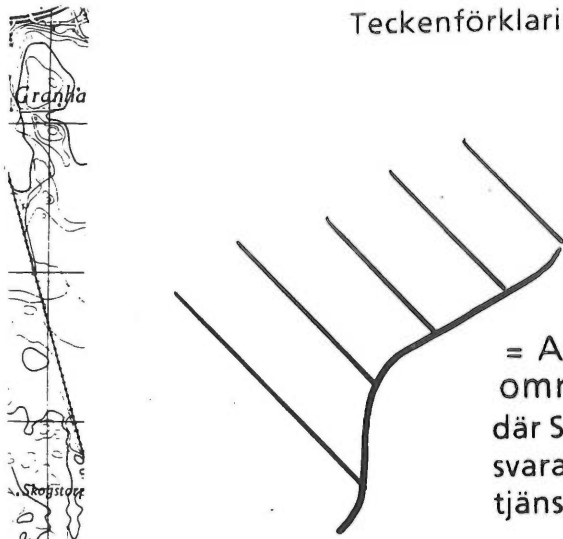 Teckenförklari
Granha
= A
omr
där S
svara
tjäns
.Skogstorp